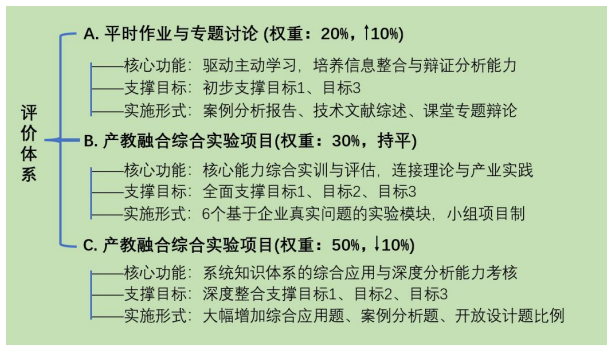 评价体系
A. 平时作业与专题讨论 (权重：20%，↑10%)
核心功能：驱动主动学习，培养信息整合与辩证分析能力
支撑目标：初步支撑目标1、目标3
实施形式：案例分析报告、技术文献综述、课堂专题辩论
B. 产教融合综合实验项目(权重：30%，持平)
核心功能：核心能力综合实训与评估，连接理论与产业实践
支撑目标：全面支撑目标1、目标2、目标3
实施形式：6个基于企业真实问题的实验模块，小组项目制
C. 产教融合综合实验项目(权重：50%，↓10%)
核心功能：系统知识体系的综合应用与深度分析能力考核
支撑目标：深度整合支撑目标1、目标2、目标3
实施形式：大幅增加综合应用题、案例分析题、开放设计题比例